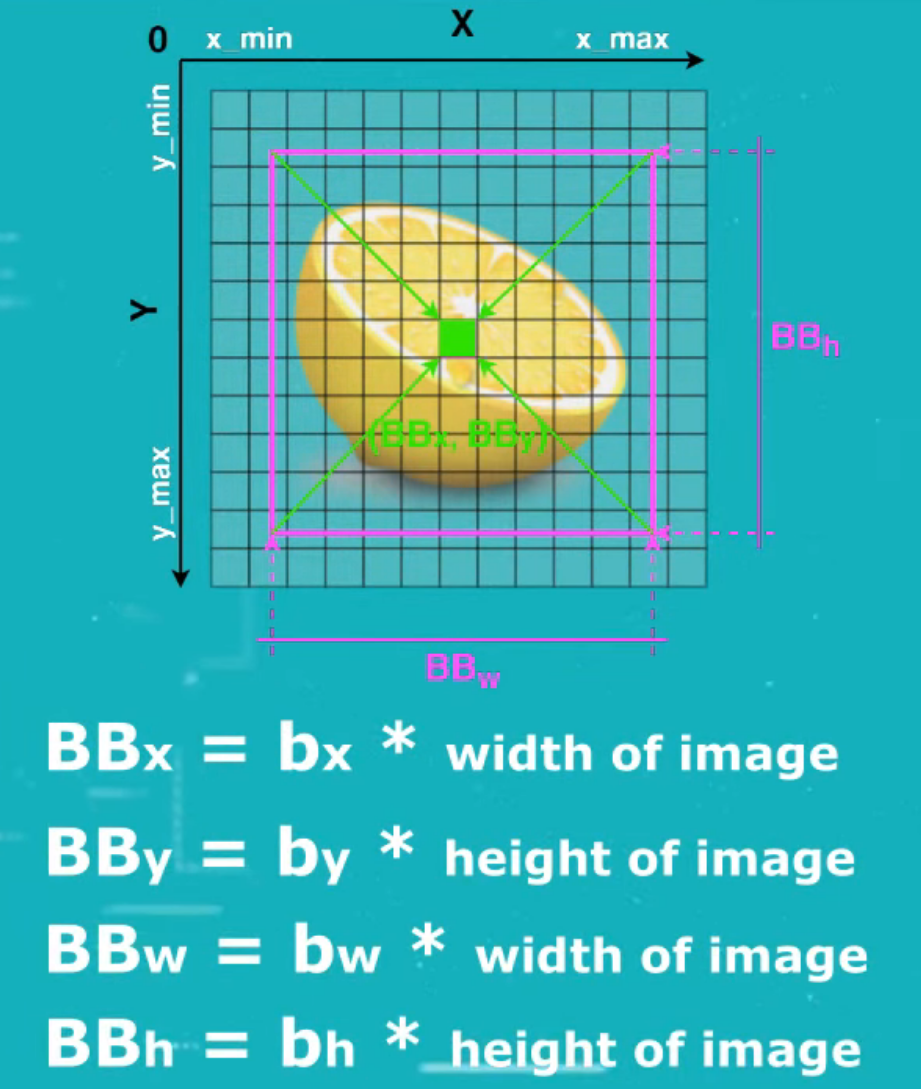 0 x_min X x_max
y_min
Y
y_max
BBh
(BBx, BBy)
BBw
BBx = bx * width of image
BBy = by * height of image
BBw = bw * width of image
BBh = bh * height of image